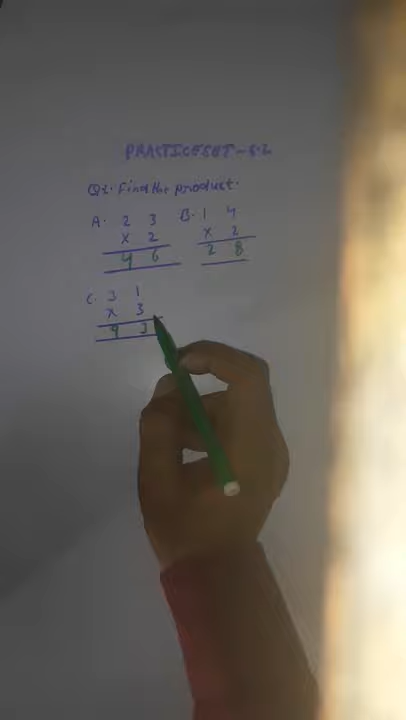 PRACTICE SET - 6.2
Q1. Find the product.
A. 2 3 B. 1 4
x 2 x 2
4 6 2 8
C. 3 1
x 3
9 3